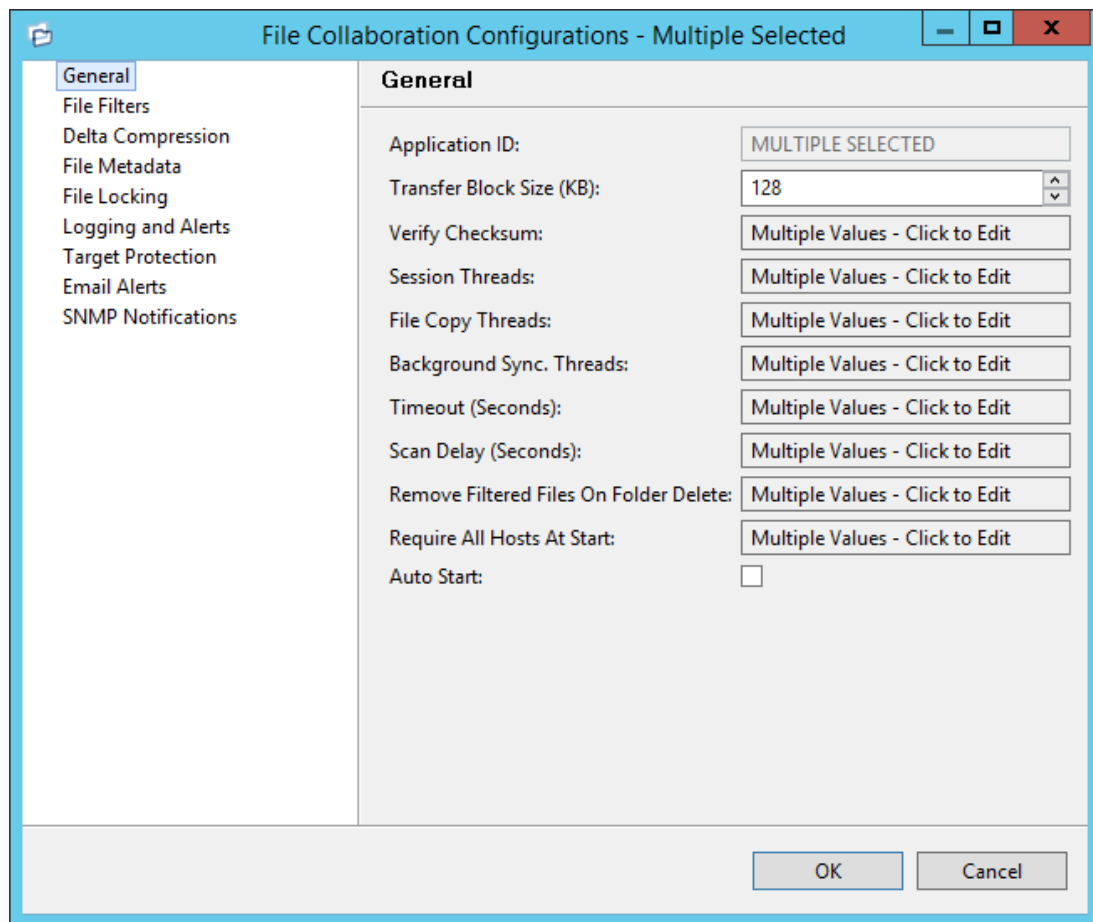 File Collaboration Configurations - Multiple Selected
General
File Filters
Delta Compression
File Metadata
File Locking
Logging and Alerts
Target Protection
Email Alerts
SNMP Notifications
General
Application ID: MULTIPLE SELECTED
Transfer Block Size (KB): 128
Verify Checksum: Multiple Values - Click to Edit
Session Threads: Multiple Values - Click to Edit
File Copy Threads: Multiple Values - Click to Edit
Background Sync. Threads: Multiple Values - Click to Edit
Timeout (Seconds): Multiple Values - Click to Edit
Scan Delay (Seconds): Multiple Values - Click to Edit
Remove Filtered Files On Folder Delete: Multiple Values - Click to Edit
Require All Hosts At Start: Multiple Values - Click to Edit
Auto Start:
OK Cancel